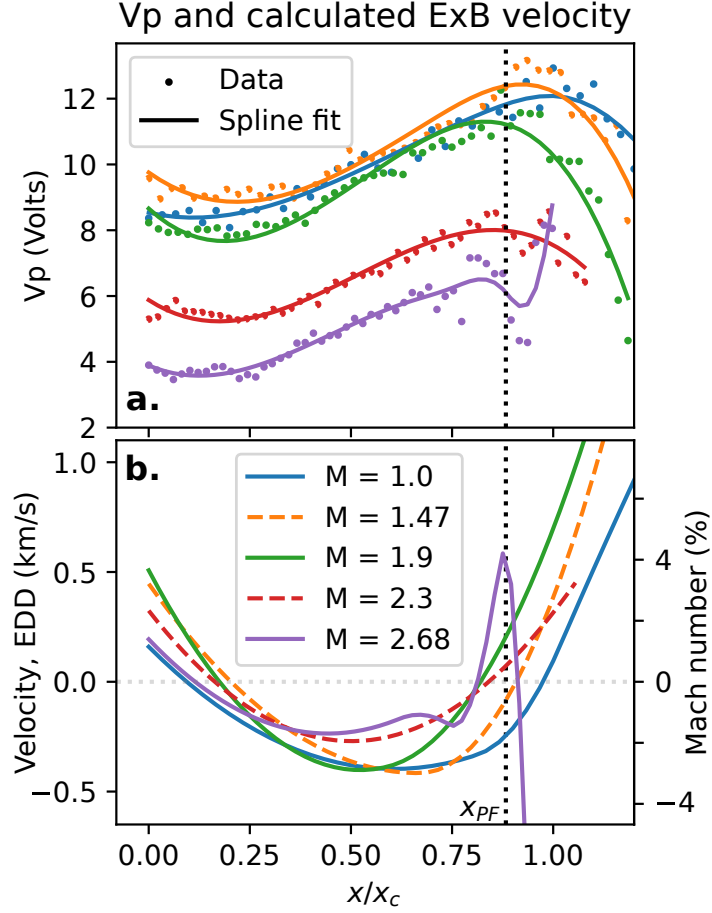 Vp and calculated ExB velocity
Data
Spline fit
12
10
8
6
4
2
Vp (Volts)
a.
b.
M = 1.0
M = 1.47
M = 1.9
M = 2.3
M = 2.68
1.0
0.5
0.0
−0.5
Velocity, EDD (km/s)
4
2
0
−2
−4
Mach number (%)
x_PF
0.00 0.25 0.50 0.75 1.00
x/x_c